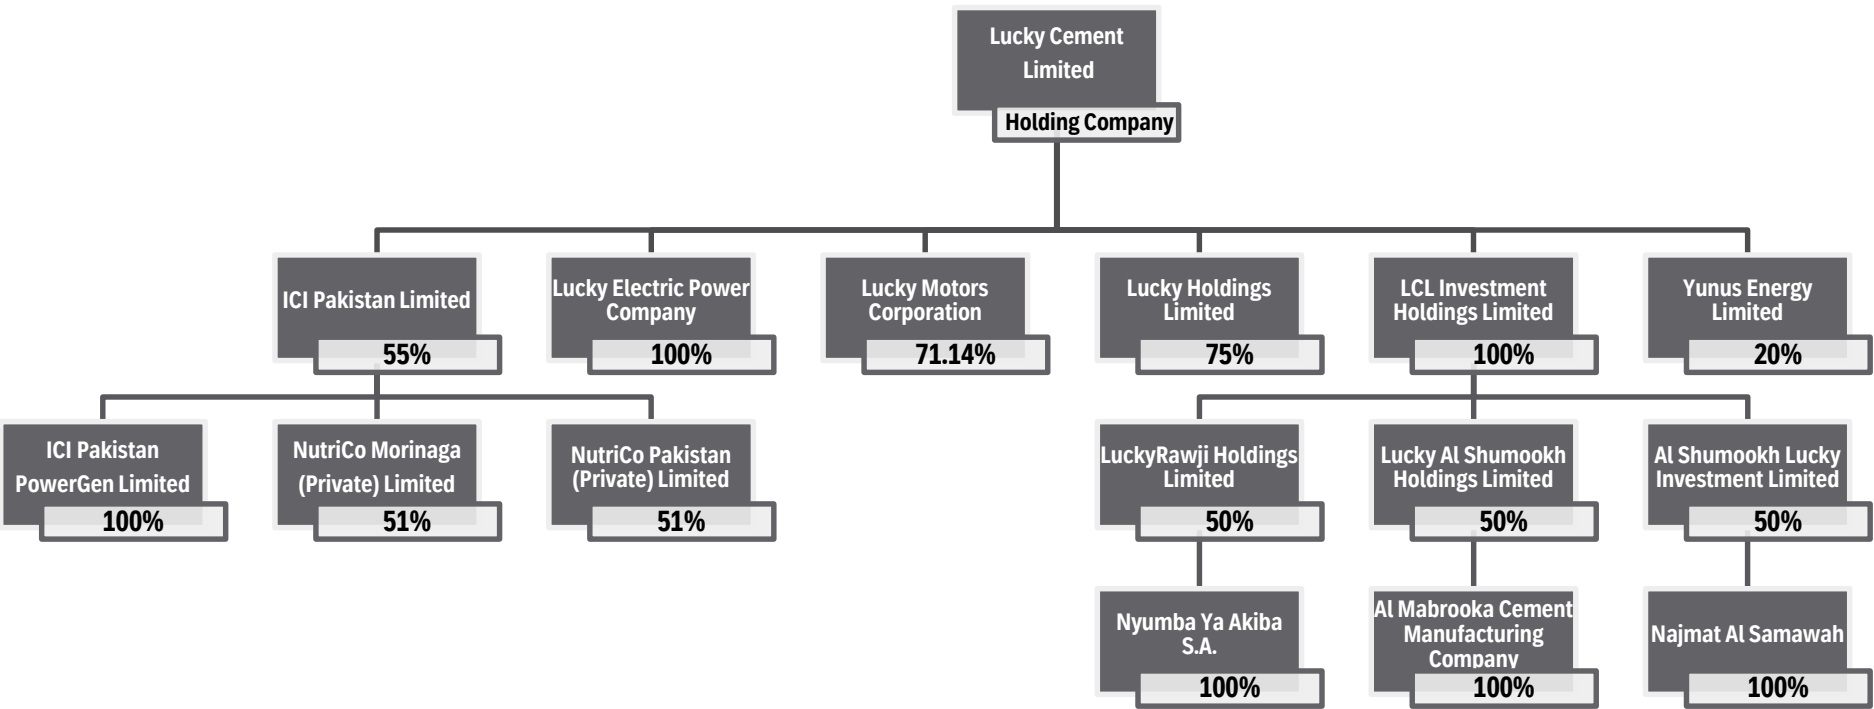 Lucky Cement
Limited
Holding Company
ICI Pakistan Limited
55%
Lucky Electric Power
Company
100%
Lucky Motors
Corporation
71.14%
Lucky Holdings
Limited
75%
LCL Investment
Holdings Limited
100%
Yunus Energy
Limited
20%
ICI Pakistan
PowerGen Limited
100%
NutriCo Morinaga
(Private) Limited
51%
NutriCo Pakistan
(Private) Limited
51%
LuckyRawji Holdings
Limited
50%
Lucky Al Shumookh
Holdings Limited
50%
Al Shumookh Lucky
Investment Limited
50%
Nyumba Ya Akiba
S.A.
100%
Al Mabrooka Cement
Manufacturing
Company
100%
Najmat Al Samawah
100%